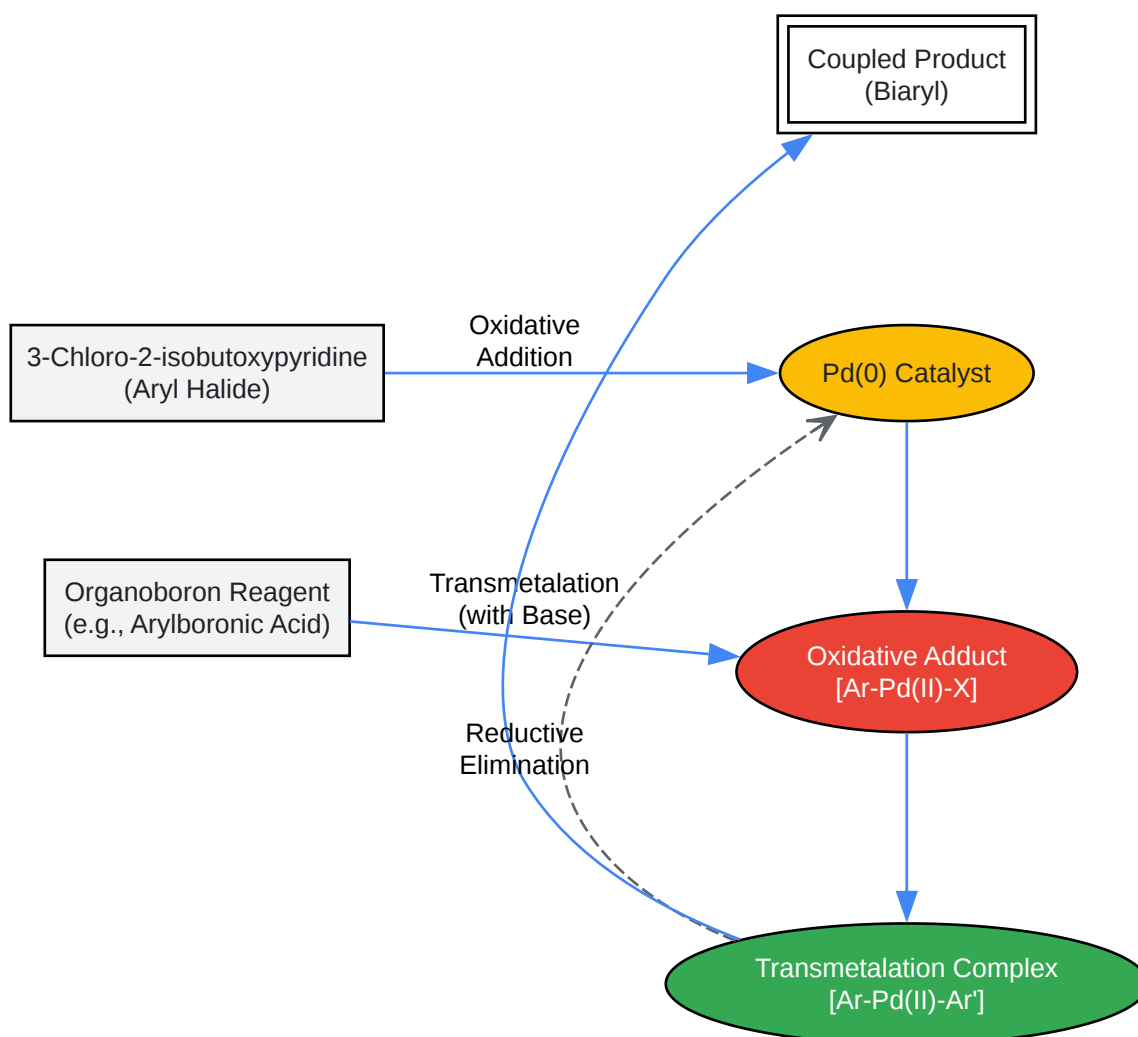 Coupled Product
(Biaryl)
Oxidative
Addition
3-Chloro-2-isobutoxypyridine
(Aryl Halide)
Pd(0) Catalyst
Organoboron Reagent
(e.g., Arylboronic Acid)
Transmetalation
(with Base)
Oxidative Adduct
[Ar-Pd(II)-X]
Reductive
Elimination
Transmetalation Complex
[Ar-Pd(II)-Ar']